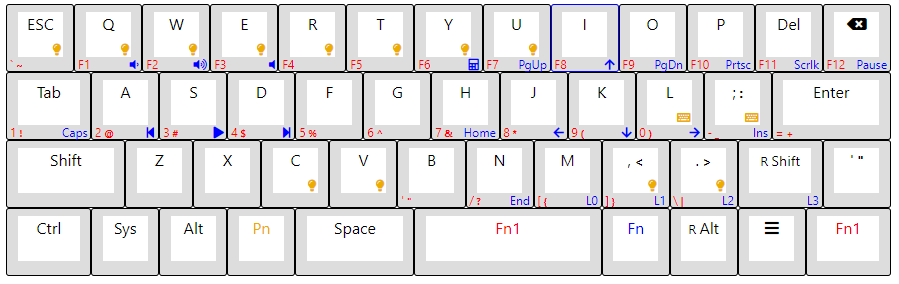 ESC Q W E R T Y U I O P Del
` ~ F1 F2 F3 F4 F5 F6 F7 PgUp F8 F9 PgDn F10 Prtsc F11 Scrlk F12 Pause
Tab A S D F G H J K L ; : Enter
1 ! Caps 2 @ 3 # 4 $ 5 % 6 ^ 7 & Home 8 * 9 ( 0 ) - _ Ins = +
Shift Z X C V B N M , < . > R Shift ' "
' " / ? End [ { L0 ] } L1 \ | L2 L3
Ctrl Sys Alt Pn Space Fn1 Fn R Alt Fn1